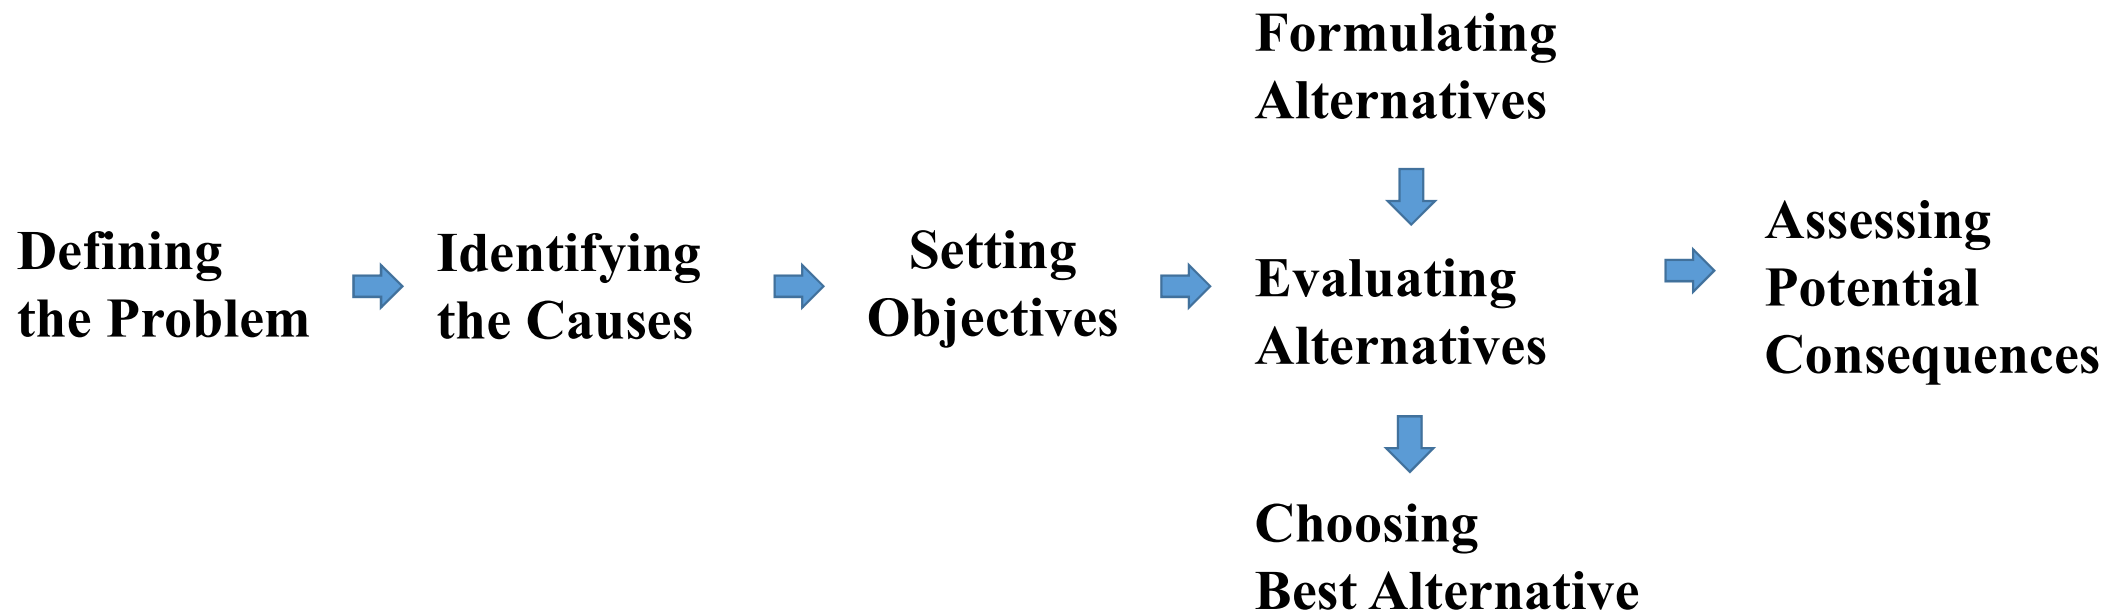 Defining
the Problem
Identifying
the Causes
Setting
Objectives
Formulating
Alternatives
Evaluating
Alternatives
Choosing
Best Alternative
Assessing
Potential
Consequences